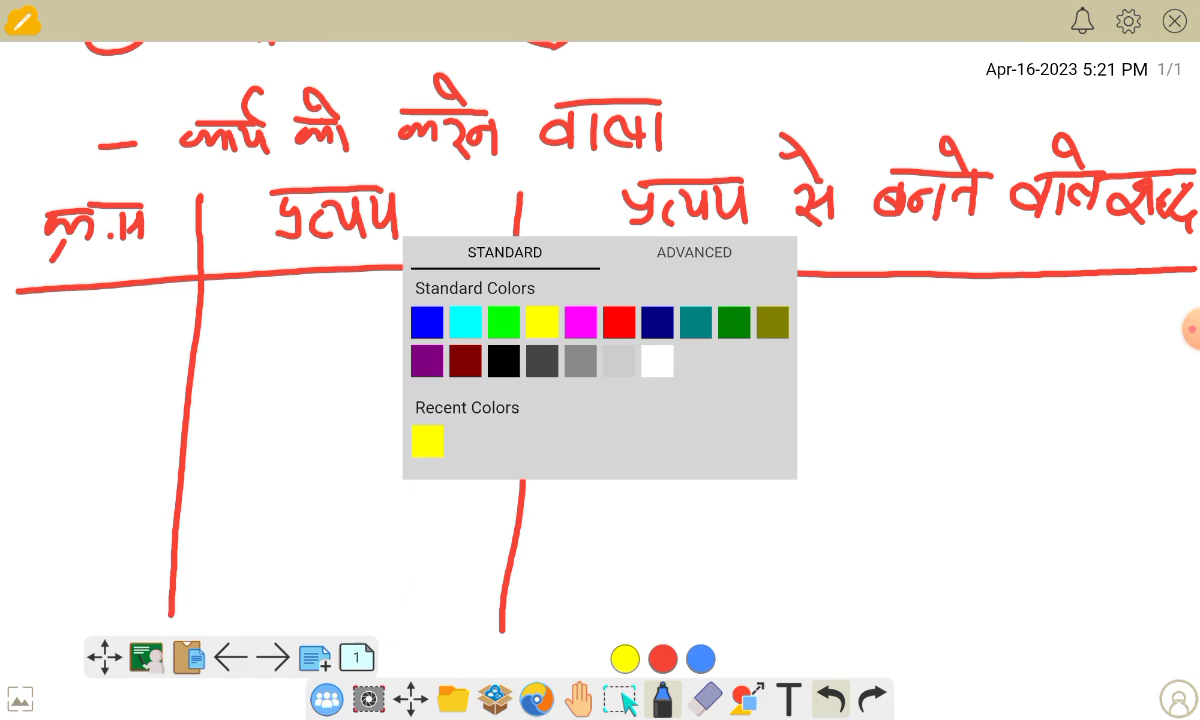 Apr-16-2023 5:21 PM 1/1
- कार्य को करने वाला
क्र.म प्रत्यय प्रत्यय से बनने वाले शब्द
STANDARD ADVANCED
Standard Colors
Recent Colors
1
T